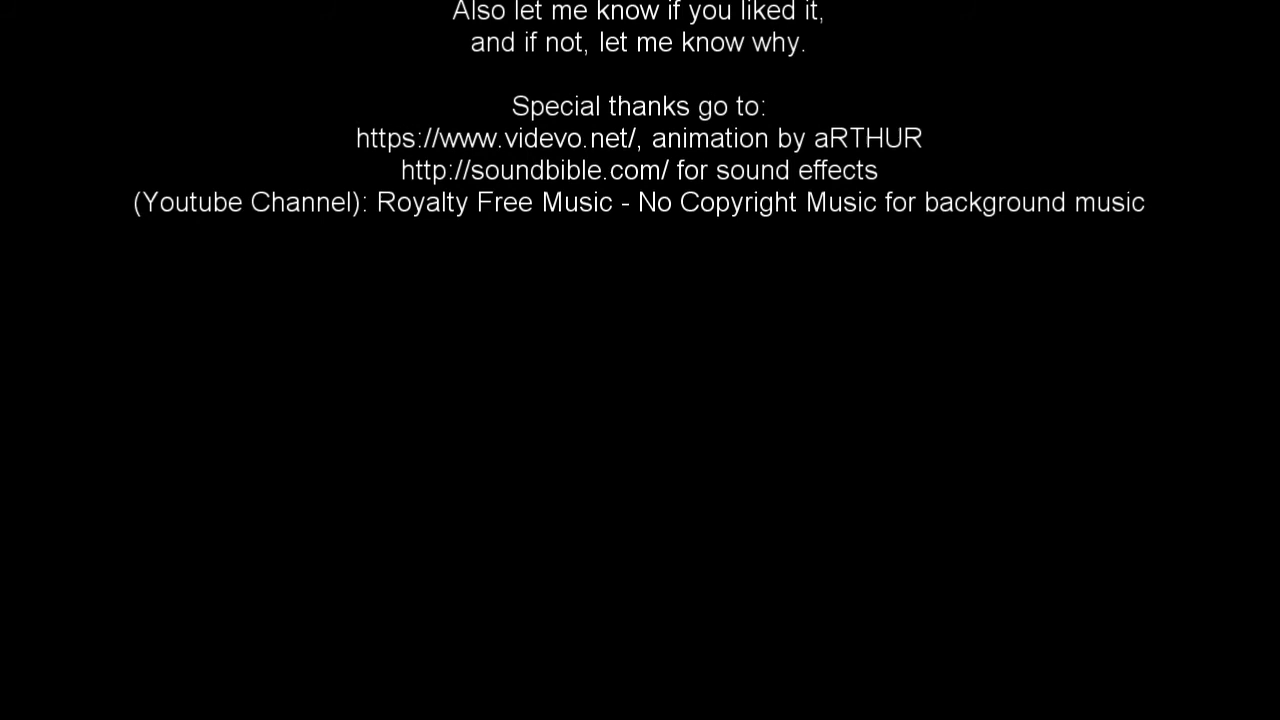 Also let me know if you liked it,
and if not, let me know why.
Special thanks go to:
https://www.videvo.net/, animation by aRTHUR
http://soundbible.com/ for sound effects
(Youtube Channel): Royalty Free Music - No Copyright Music for background music